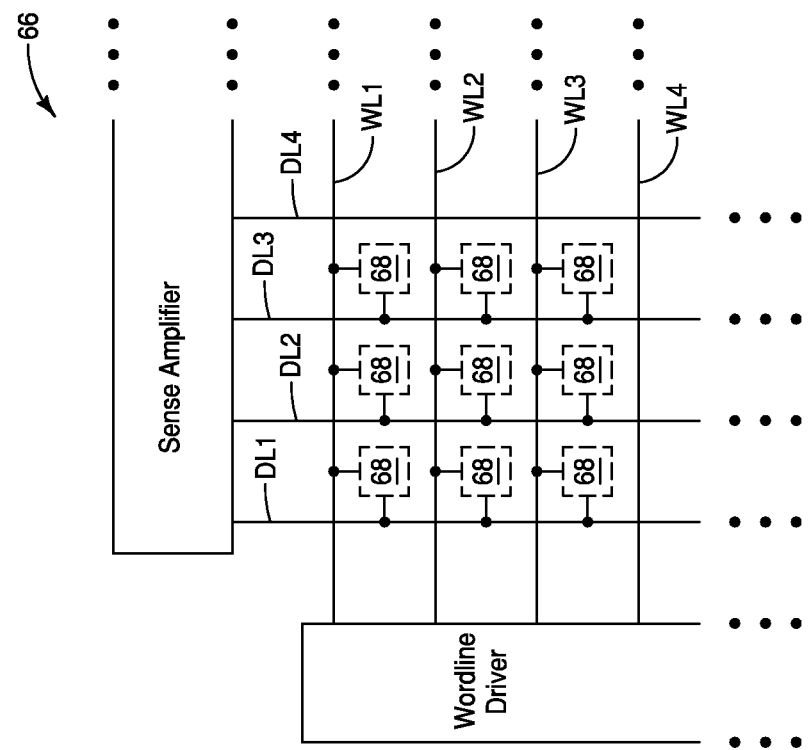 66
Sense Amplifier
DL1
DL2
DL3
DL4
68
68
68
WL1
Wordline
Driver
68
68
68
WL2
68
68
68
WL3
WL4